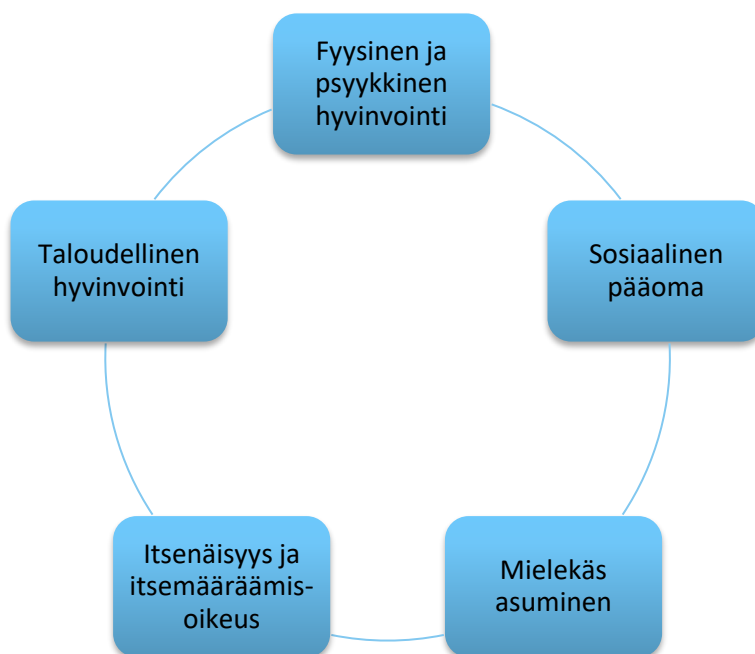 Fyysinen ja
psyykkinen
hyvinvointi
Taloudellinen
hyvinvointi
Sosiaalinen
pääoma
Itsenäisyys ja
itsemääräämis-
oikeus
Mielekäs
asuminen